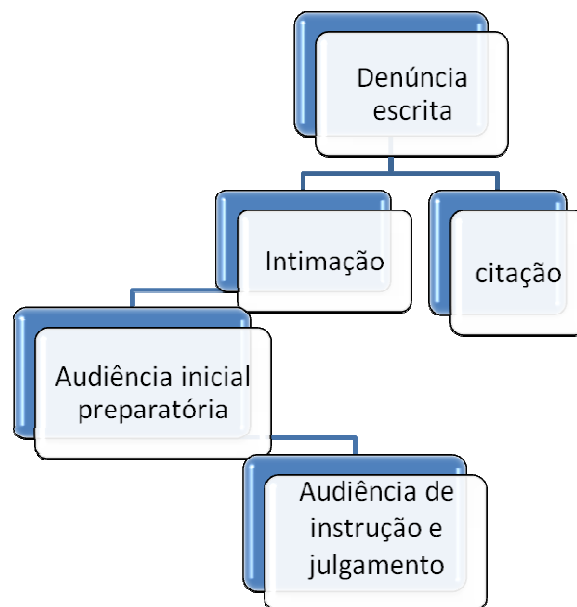 Denúncia
escrita
Intimação
citação
Audiência inicial
preparatória
Audiência de
instrução e
julgamento